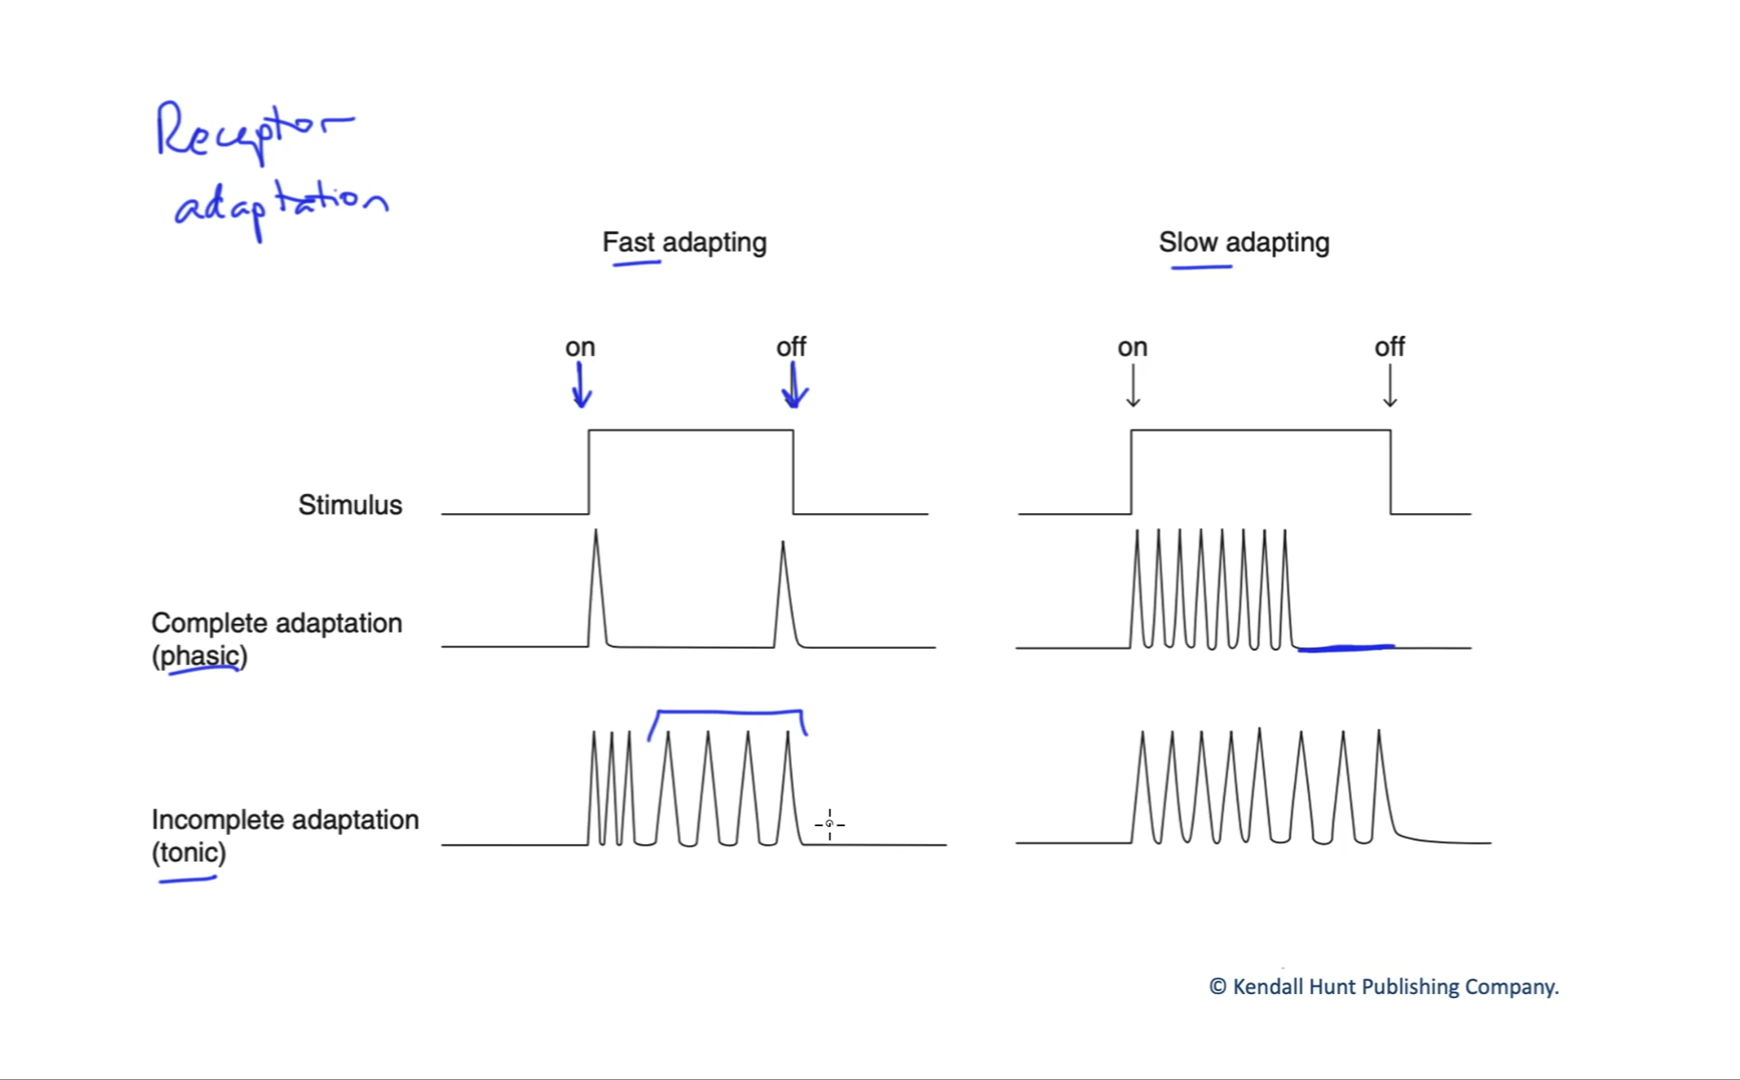 Receptor
adaptation
Fast adapting
Slow adapting
on
off
on
off
Stimulus
Complete adaptation
(phasic)
Incomplete adaptation
(tonic)
© Kendall Hunt Publishing Company.